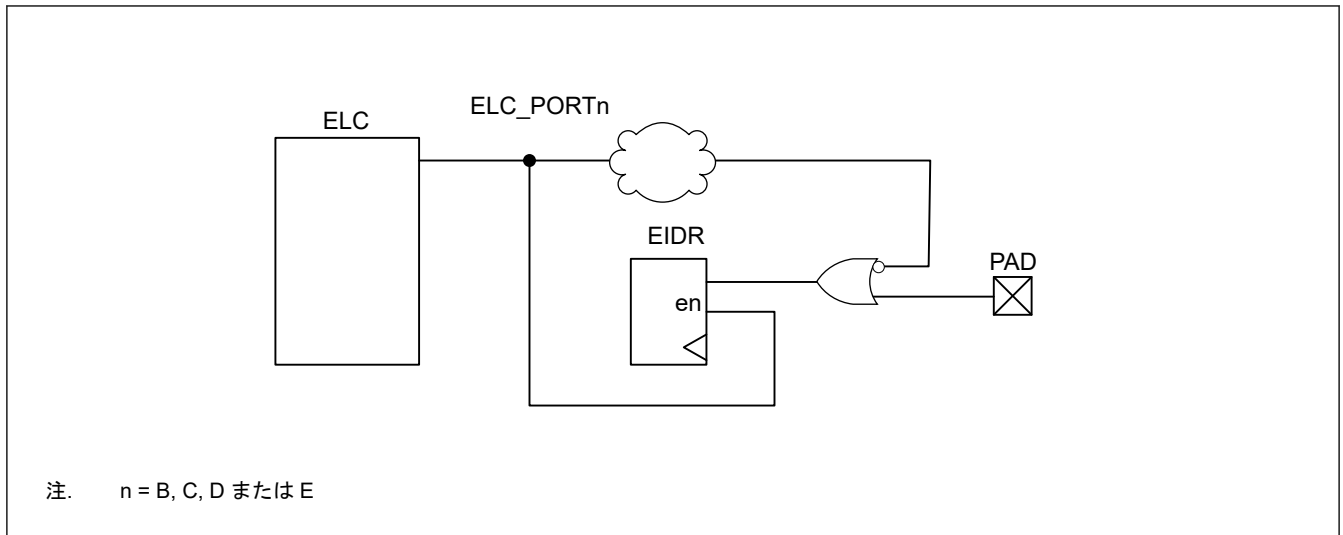 ELC_PORTn
ELC
EIDR
PAD
en
注. n = B, C, D または E